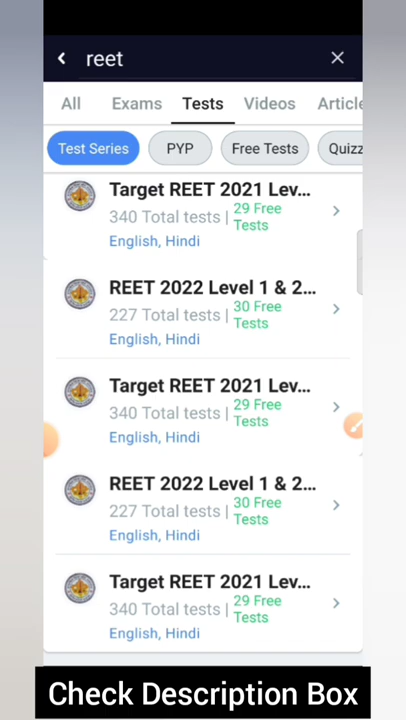 reet
All Exams Tests Videos Article
Test Series PYP Free Tests Quizz
Target REET 2021 Lev...
340 Total tests | 29 Free Tests
English, Hindi
REET 2022 Level 1 & 2...
227 Total tests | 30 Free Tests
English, Hindi
Target REET 2021 Lev...
340 Total tests | 29 Free Tests
English, Hindi
REET 2022 Level 1 & 2...
227 Total tests | 30 Free Tests
English, Hindi
Target REET 2021 Lev...
340 Total tests | 29 Free Tests
English, Hindi
Check Description Box